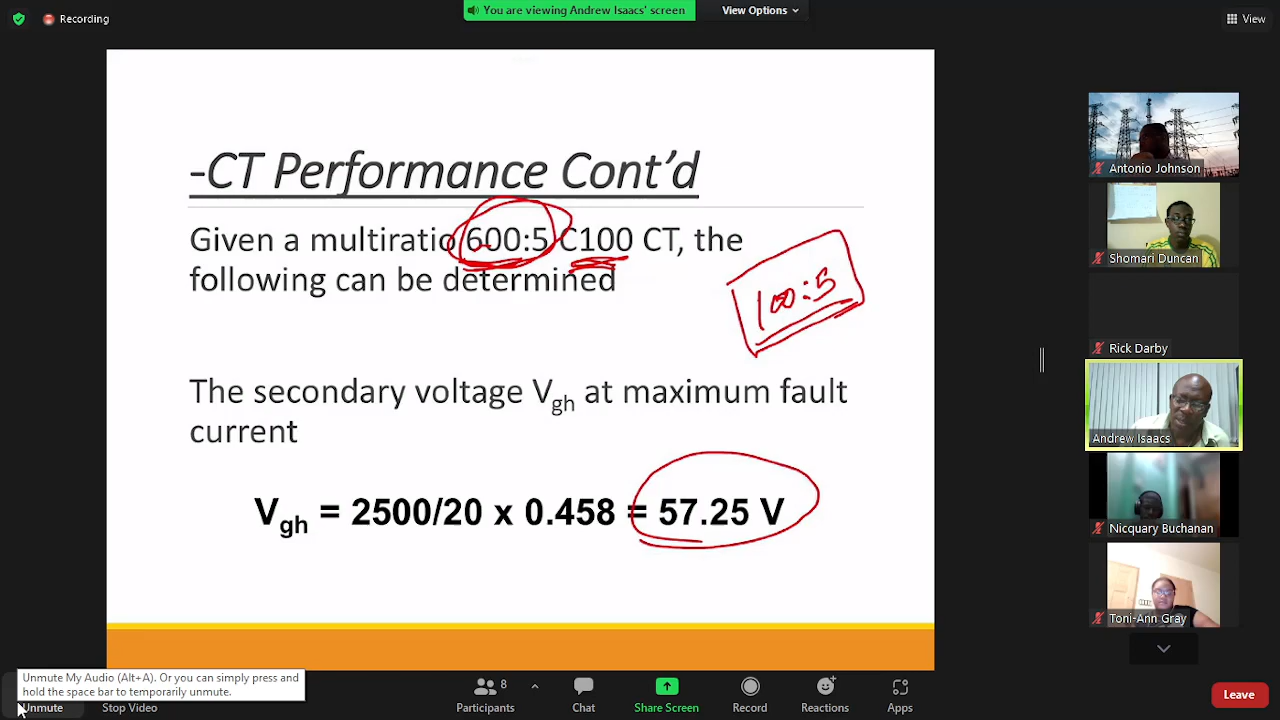 Recording
You are viewing Andrew Isaacs' screen
View Options
View
-CT Performance Cont'd
Given a multiratio 600:5 C100 CT, the
following can be determined
100:5
The secondary voltage Vgh at maximum fault
current
Vgh = 2500/20 x 0.458 = 57.25 V
Antonio Johnson
Shomari Duncan
Rick Darby
Andrew Isaacs
Nicquary Buchanan
Toni-Ann Gray
Unmute My Audio (Alt+A). Or you can simply press and
hold the space bar to temporarily unmute.
Unmute
Stop Video
8
Participants
Chat
Share Screen
Record
Reactions
Apps
Leave